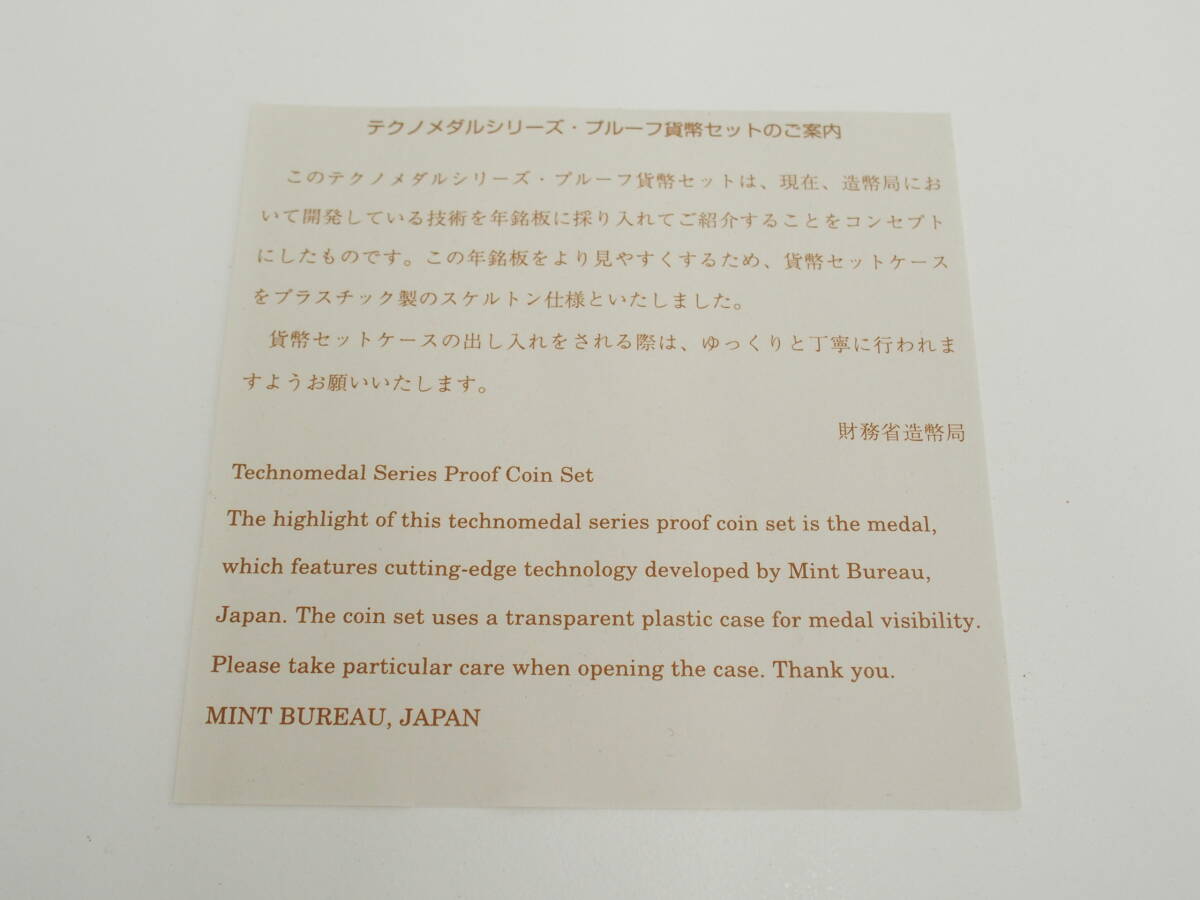 テクノメダルシリーズ・プルーフ貨幣セットのご案内
このテクノメダルシリーズ・プルーフ貨幣セットは、現在、造幣局にお
いて開発している技術を年銘板に採り入れてご紹介することをコンセプト
にしたものです。この年銘板をより見やすくするため、貨幣セットケース
をプラスチック製のスケルトン仕様といたしました。
貨幣セットケースの出し入れをされる際は、ゆっくりと丁寧に行われま
すようお願いいたします。
財務省造幣局
Technomedal Series Proof Coin Set
The highlight of this technomedal series proof coin set is the medal,
which features cutting-edge technology developed by Mint Bureau,
Japan. The coin set uses a transparent plastic case for medal visibility.
Please take particular care when opening the case. Thank you.
MINT BUREAU, JAPAN